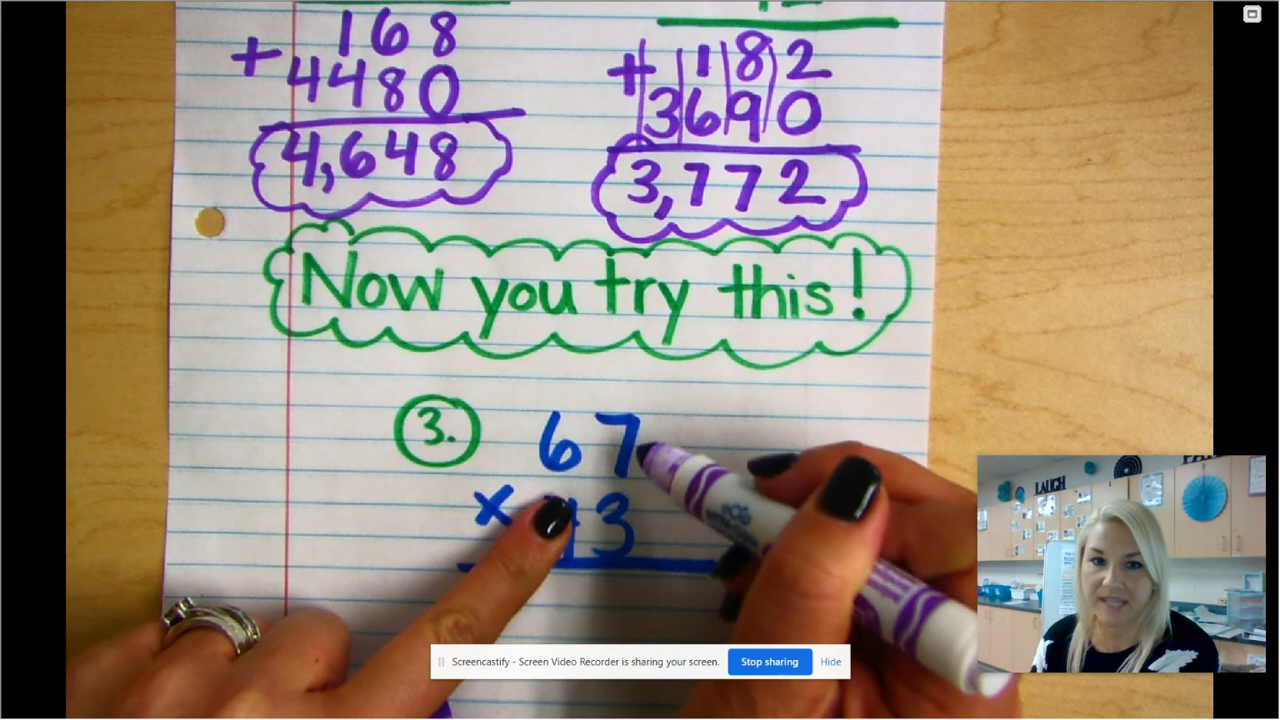 168
+ 4480
4,648
+ 182
3690
3,772
Now you try this!
3. 67
x 43
LAUGH
Screencastify - Screen Video Recorder is sharing your screen.
Stop sharing
Hide